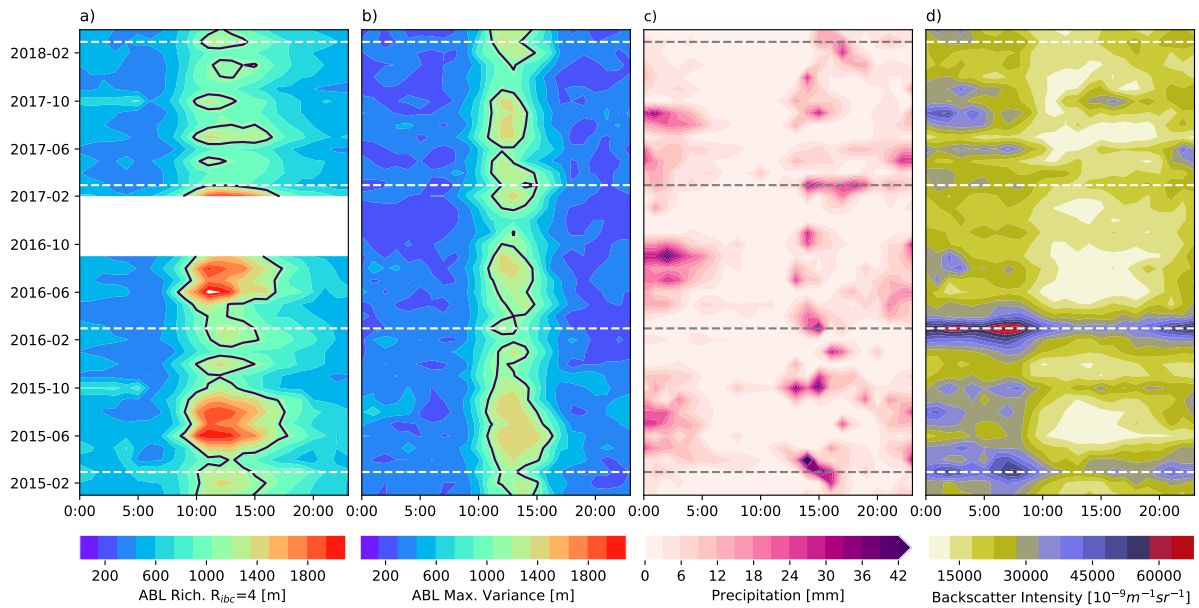 a)
b)
c)
d)
2018-02
2017-10
2017-06
2017-02
2016-10
2016-06
2016-02
2015-10
2015-06
2015-02
0:00 5:00 10:00 15:00 20:00
0:00 5:00 10:00 15:00 20:00
0:00 5:00 10:00 15:00 20:00
0:00 5:00 10:00 15:00 20:00
200 600 1000 1400 1800
ABL Rich. R_{ibc}=4 [m]
200 600 1000 1400 1800
ABL Max. Variance [m]
0 6 12 18 24 30 36 42
Precipitation [mm]
15000 30000 45000 60000
Backscatter Intensity [10^{-9}m^{-1}sr^{-1}]